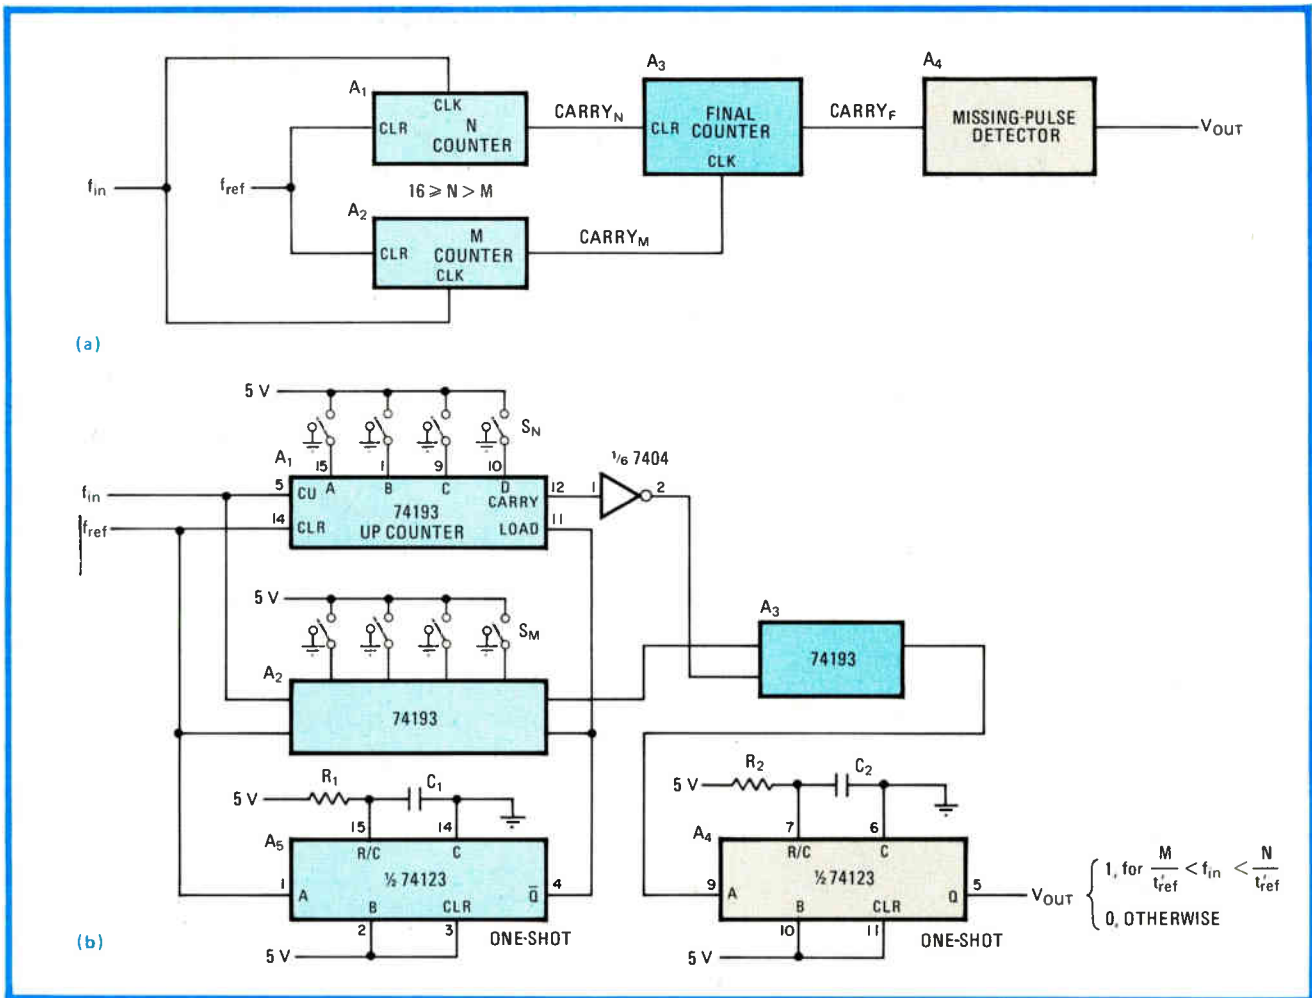 A1
CLK
CLR
N
COUNTER
CARRYN
A3
FINAL
COUNTER
CLR
CLK
CARRYF
A4
MISSING-PULSE
DETECTOR
VOUT
fin
fref
16 ≥ N > M
A2
M
COUNTER
CLR
CLK
CARRYM
(a)
5 V
SN
A1
15
1
9
10
A
B
C
D
fin
5
CU
fref
14
CLR
74193
UP COUNTER
CARRY
12
LOAD
11
1/6 7404
1
2
5 V
SM
A2
74193
A3
74193
5 V
R1
C1
15
14
A5
R/C
C
1
A
½ 74123
Q̅
4
B
CLR
2
3
5 V
ONE-SHOT
5 V
R2
C2
7
6
A4
R/C
C
9
A
½ 74123
Q
5
B
CLR
10
11
5 V
ONE-SHOT
VOUT
1, for M/t′ref < fin < N/t′ref
0, OTHERWISE
(b)